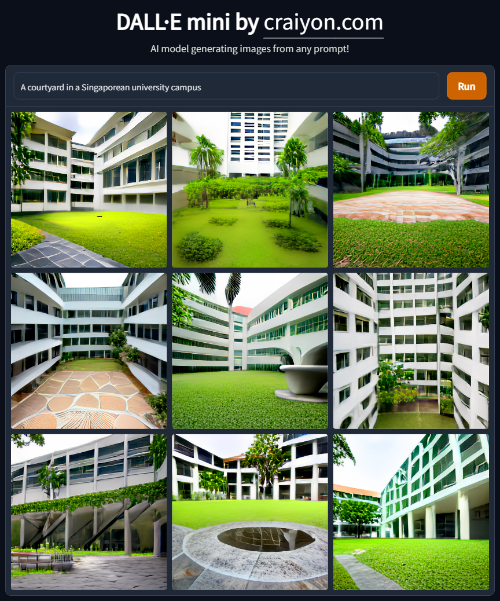 DALL·E mini by craiyon.com
AI model generating images from any prompt!
A courtyard in a Singaporean university campus
Run